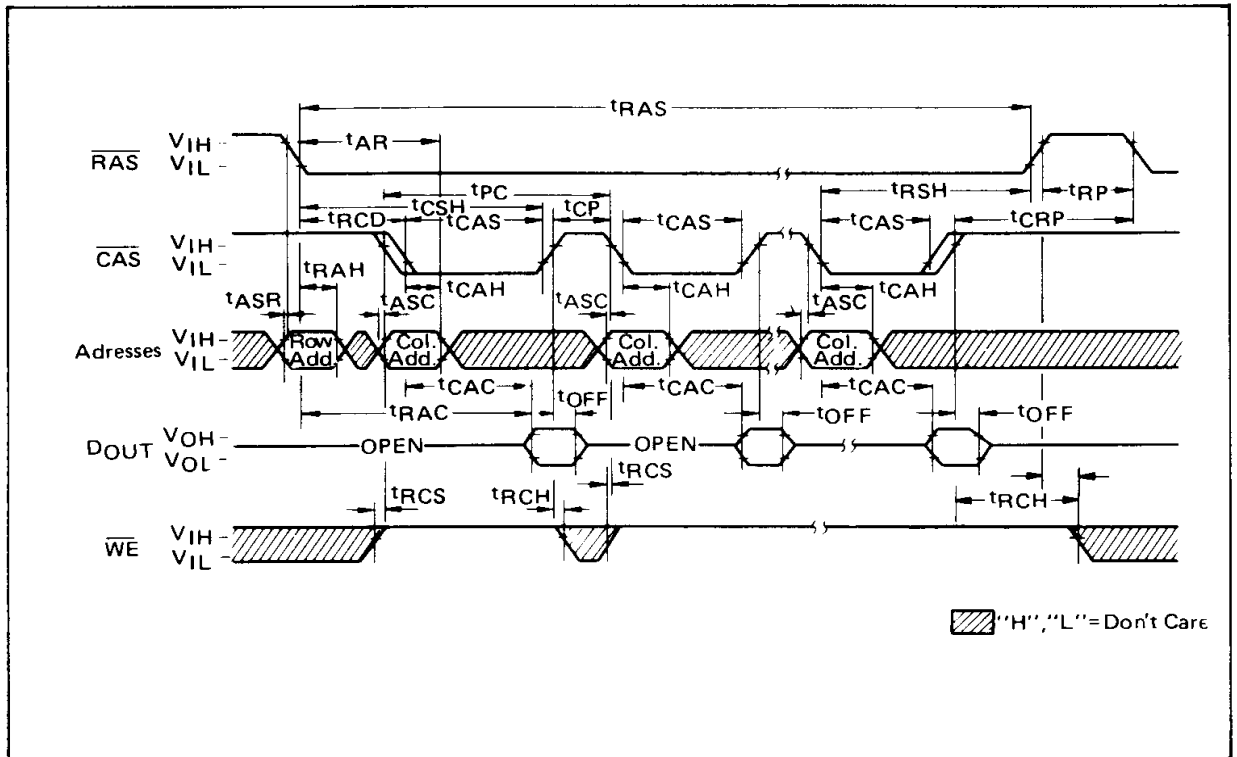 tRAS
tAR
RAS VIH
VIL
tPC
tRSH
tRP
tCSH
tRCD tCAS tCP tCAS tCAS tCRP
CAS VIH
VIL
tRAH
tCAH tCAH tCAH
tASR tASC tASC tASC
Adresses VIH
VIL
Row Add. Col. Add. Col. Add. Col. Add.
tCAC tCAC tCAC
tRAC tOFF tOFF tOFF
DOUT VOH
VOL
OPEN OPEN
tRCS
tRCS tRCH tRCH
WE VIH
VIL
"H","L"=Don't Care